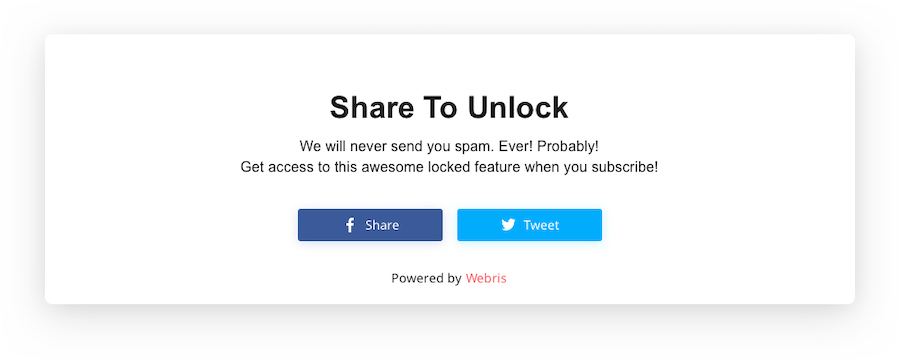 Share To Unlock
We will never send you spam. Ever! Probably!
Get access to this awesome locked feature when you subscribe!
Share
Tweet
Powered by Webris